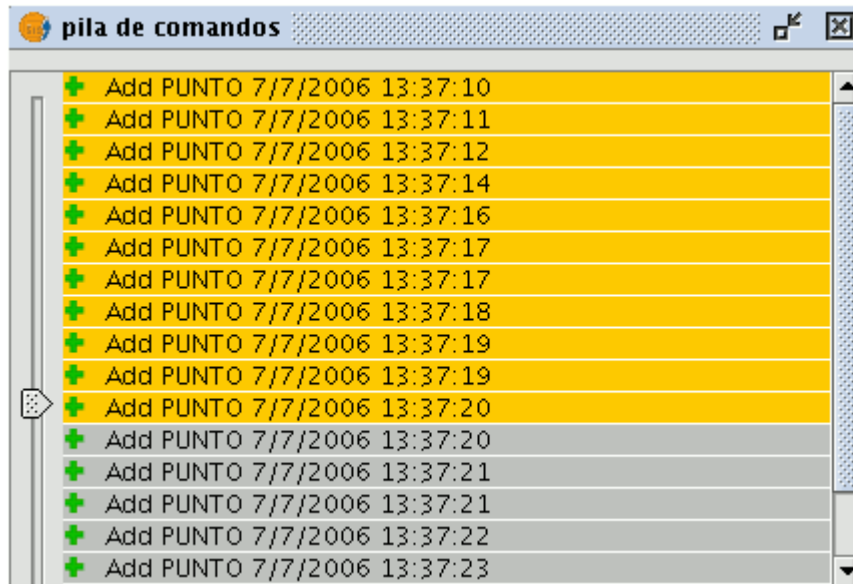 pila de comandos
Add PUNTO 7/7/2006 13:37:10
Add PUNTO 7/7/2006 13:37:11
Add PUNTO 7/7/2006 13:37:12
Add PUNTO 7/7/2006 13:37:14
Add PUNTO 7/7/2006 13:37:16
Add PUNTO 7/7/2006 13:37:17
Add PUNTO 7/7/2006 13:37:17
Add PUNTO 7/7/2006 13:37:18
Add PUNTO 7/7/2006 13:37:19
Add PUNTO 7/7/2006 13:37:19
Add PUNTO 7/7/2006 13:37:20
Add PUNTO 7/7/2006 13:37:20
Add PUNTO 7/7/2006 13:37:21
Add PUNTO 7/7/2006 13:37:21
Add PUNTO 7/7/2006 13:37:22
Add PUNTO 7/7/2006 13:37:23